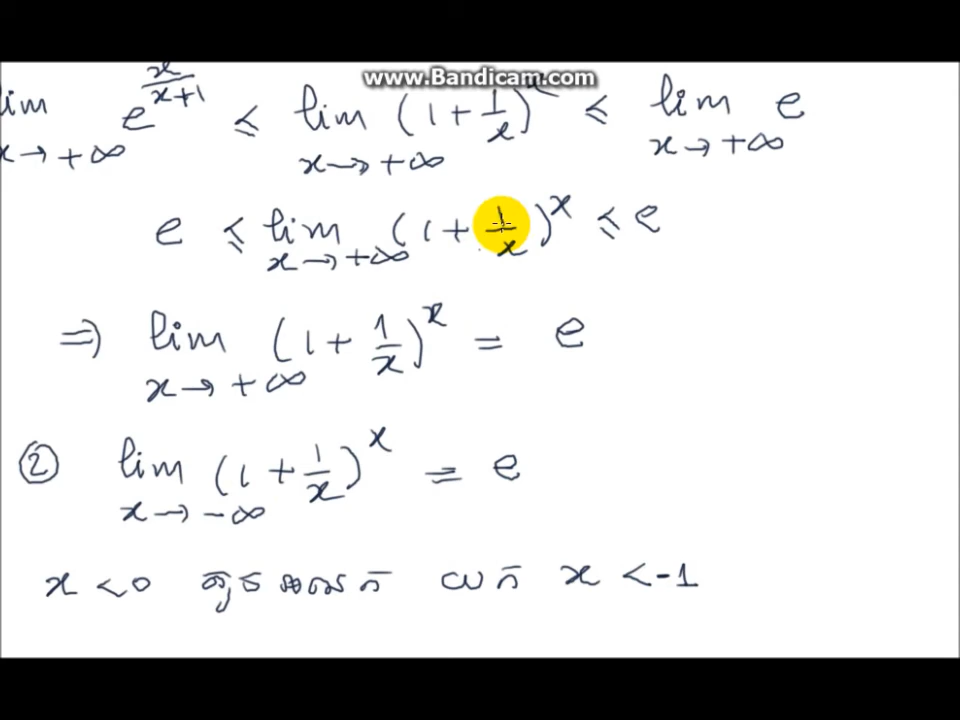 www.Bandicam.com
lim x→+∞ e^(x/(x+1)) ≤ lim x→+∞ (1 + 1/x)^x ≤ lim x→+∞ e
e ≤ lim x→+∞ (1 + 1/x)^x ≤ e
⇒ lim x→+∞ (1 + 1/x)^x = e
② lim x→-∞ (1 + 1/x)^x = e
x < 0 x < -1